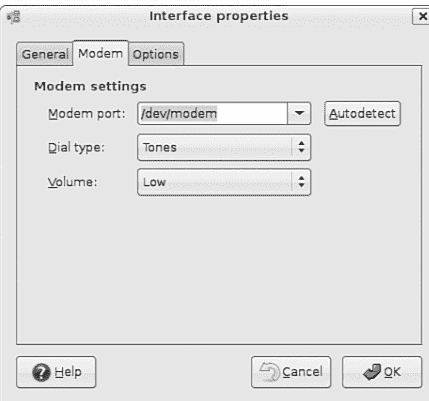 Interface properties
General Modem Options
Modem settings
Modem port: /dev/modem Autodetect
Dial type: Tones
Volume: Low
Help Cancel OK